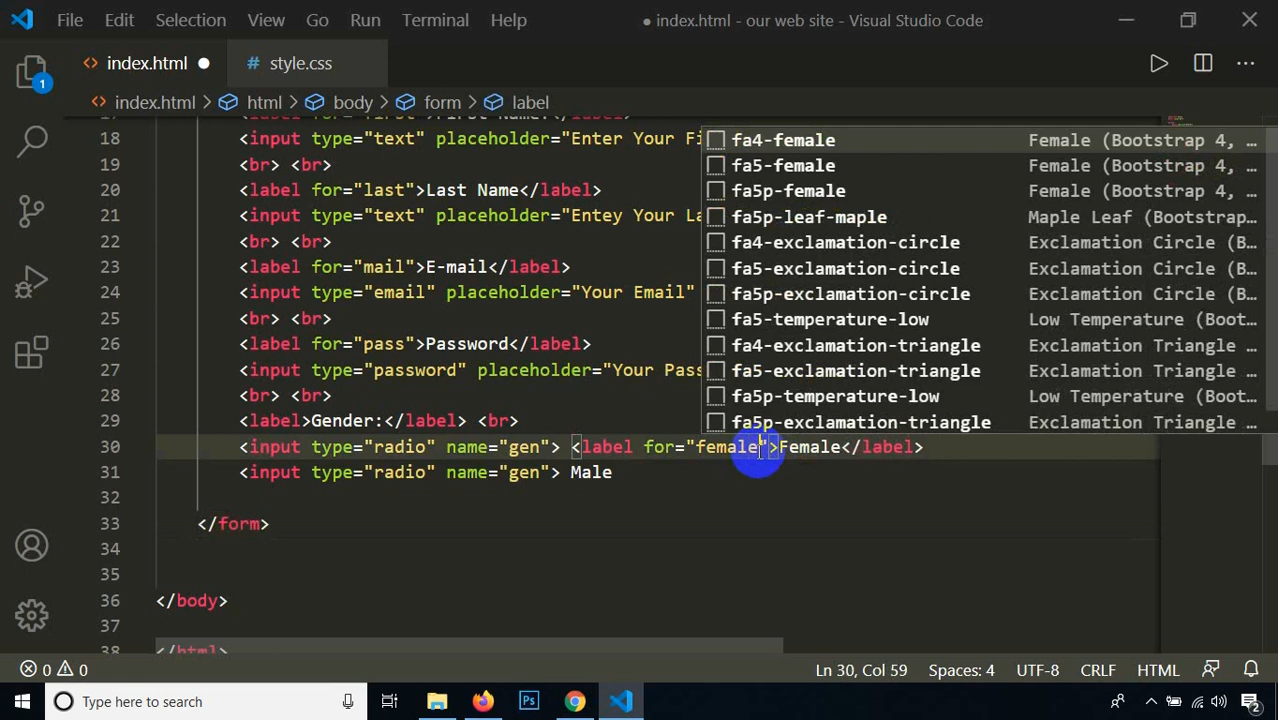 File Edit Selection View Go Run Terminal Help
● index.html - our web site - Visual Studio Code
index.html ●
# style.css
index.html > html > body > form > label
1
18 <input type="text" placeholder="Enter Your Fi
19 <br> <br>
20 <label for="last">Last Name</label>
21 <input type="text" placeholder="Entey Your La
22 <br> <br>
23 <label for="mail">E-mail</label>
24 <input type="email" placeholder="Your Email"
25 <br> <br>
26 <label for="pass">Password</label>
27 <input type="password" placeholder="Your Pass
28 <br> <br>
29 <label>Gender:</label> <br>
30 <input type="radio" name="gen"> <label for="female">Female</label>
31 <input type="radio" name="gen"> Male
32
33 </form>
34
35
36 </body>
37
38 </html>
fa4-female Female (Bootstrap 4, …
fa5-female Female (Bootstrap 4, …
fa5p-female Female (Bootstrap 4, …
fa5p-leaf-maple Maple Leaf (Bootstrap…
fa4-exclamation-circle Exclamation Circle (B…
fa5-exclamation-circle Exclamation Circle (B…
fa5p-exclamation-circle Exclamation Circle (B…
fa5-temperature-low Low Temperature (Boot…
fa4-exclamation-triangle Exclamation Triangle …
fa5-exclamation-triangle Exclamation Triangle …
fa5p-temperature-low Low Temperature (Boot…
fa5p-exclamation-triangle Exclamation Triangle …
0 0 Ln 30, Col 59 Spaces: 4 UTF-8 CRLF HTML
Type here to search
Ps
2